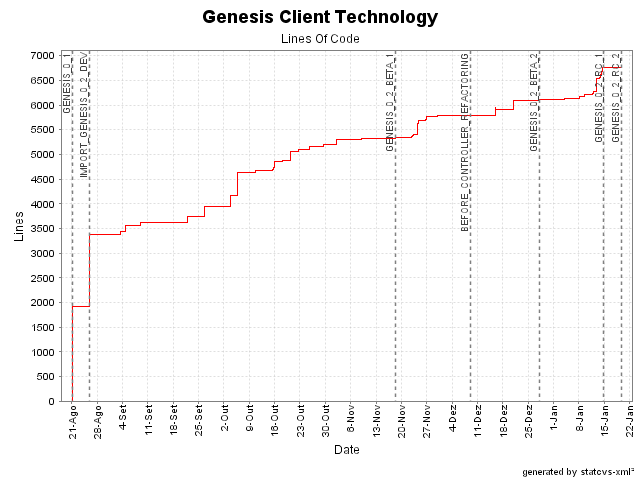 Genesis Client Technology
Lines Of Code
7000
6500
6000
5500
5000
4500
4000
3500
3000
2500
2000
1500
1000
500
0
Lines
GENESIS_0_1
IMPORT_GENESIS_0_2_DEV
GENESIS_0_2_BETA_1
BEFORE_CONTROLLER_REFACTORING
GENESIS_0_2_BETA_2
GENESIS_0_2_RC_1
GENESIS_0_2_RC_2
21-Ago
28-Ago
4-Set
11-Set
18-Set
25-Set
2-Out
9-Out
16-Out
23-Out
30-Out
6-Nov
13-Nov
20-Nov
27-Nov
4-Dez
11-Dez
18-Dez
25-Dez
1-Jan
8-Jan
15-Jan
22-Jan
Date
generated by statcvs-xml²